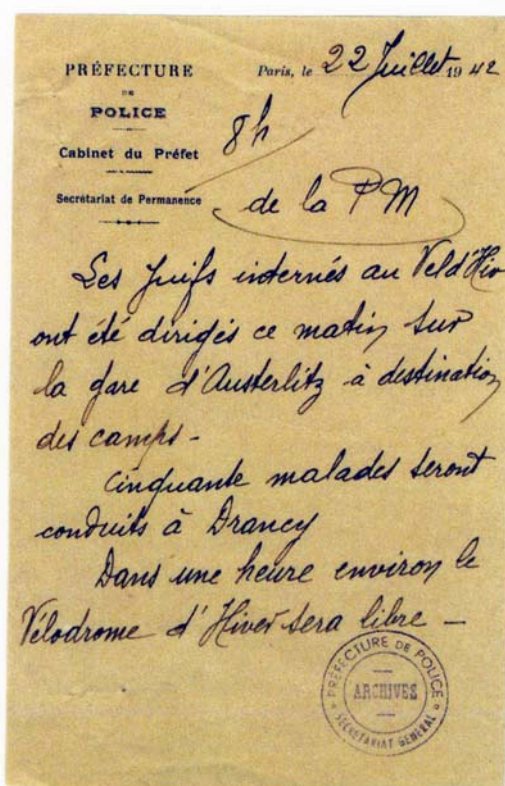 PRÉFECTURE
DE
POLICE
Cabinet du Préfet
Secrétariat de Permanence
Paris, le 22 Juillet 1942
8h
de la PM
Les Juifs internés au Veld'Hiv
ont été dirigés ce matin sur
la gare d'Austerlitz à destination
des camps -
Cinquante malades seront
conduits à Drancy
Dans une heure environ le
Vélodrome d'Hiver sera libre -
PRÉFECTURE DE POLICE
ARCHIVES
SECRÉTARIAT GÉNÉRAL